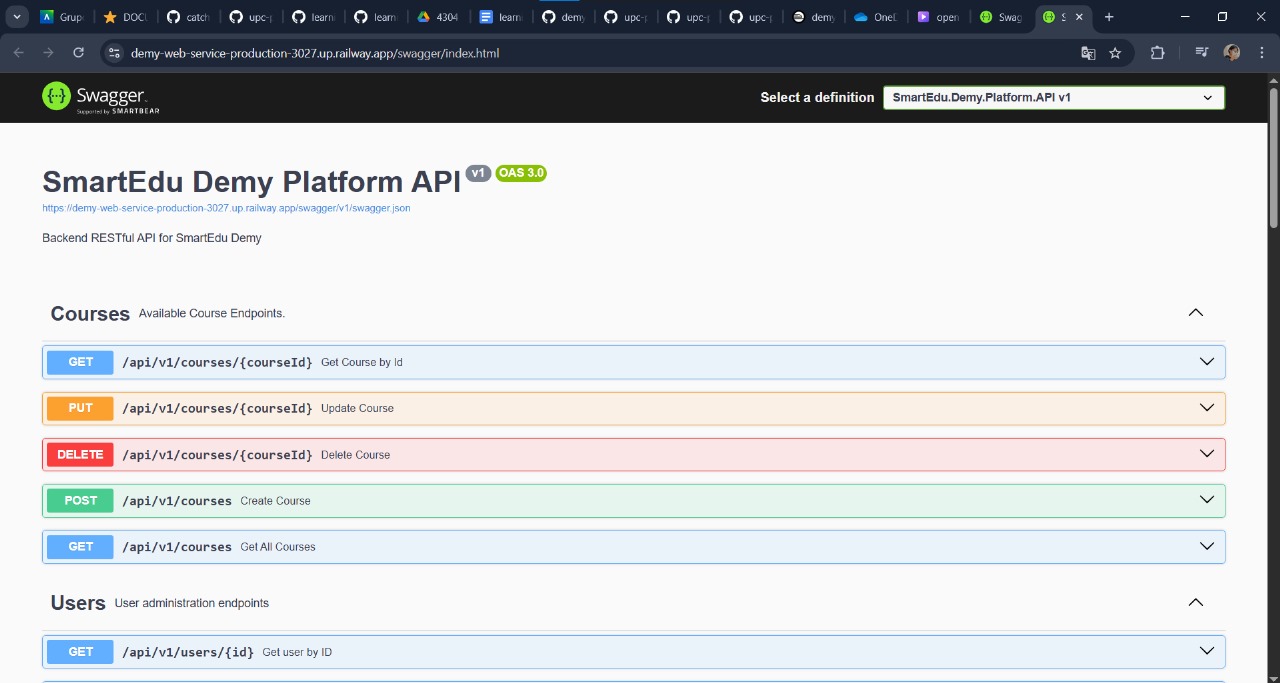 Grupo
DOCU
catch
upc-p
learni
learni
4304
learni
demy
upc-p
upc-p
upc-p
demy
OneD
open
Swag
S
demy-web-service-production-3027.up.railway.app/swagger/index.html
Swagger
Supported by SMARTBEAR
Select a definition
SmartEdu.Demy.Platform.API v1
SmartEdu Demy Platform API v1 OAS 3.0
https://demy-web-service-production-3027.up.railway.app/swagger/v1/swagger.json
Backend RESTful API for SmartEdu Demy
Courses Available Course Endpoints.
GET /api/v1/courses/{courseId} Get Course by Id
PUT /api/v1/courses/{courseId} Update Course
DELETE /api/v1/courses/{courseId} Delete Course
POST /api/v1/courses Create Course
GET /api/v1/courses Get All Courses
Users User administration endpoints
GET /api/v1/users/{id} Get user by ID